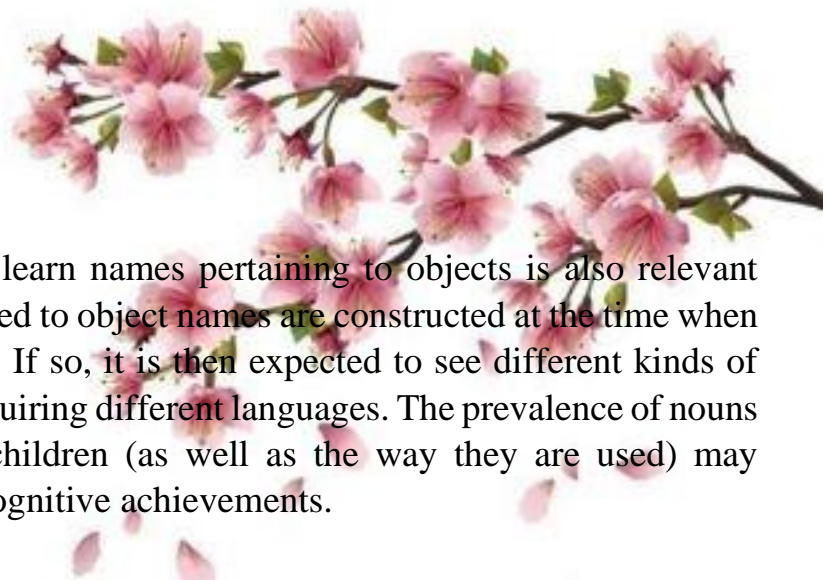 learn names pertaining to objects is also relevant
ed to object names are constructed at the time when
If so, it is then expected to see different kinds of
uiring different languages. The prevalence of nouns
children (as well as the way they are used) may
ognitive achievements.